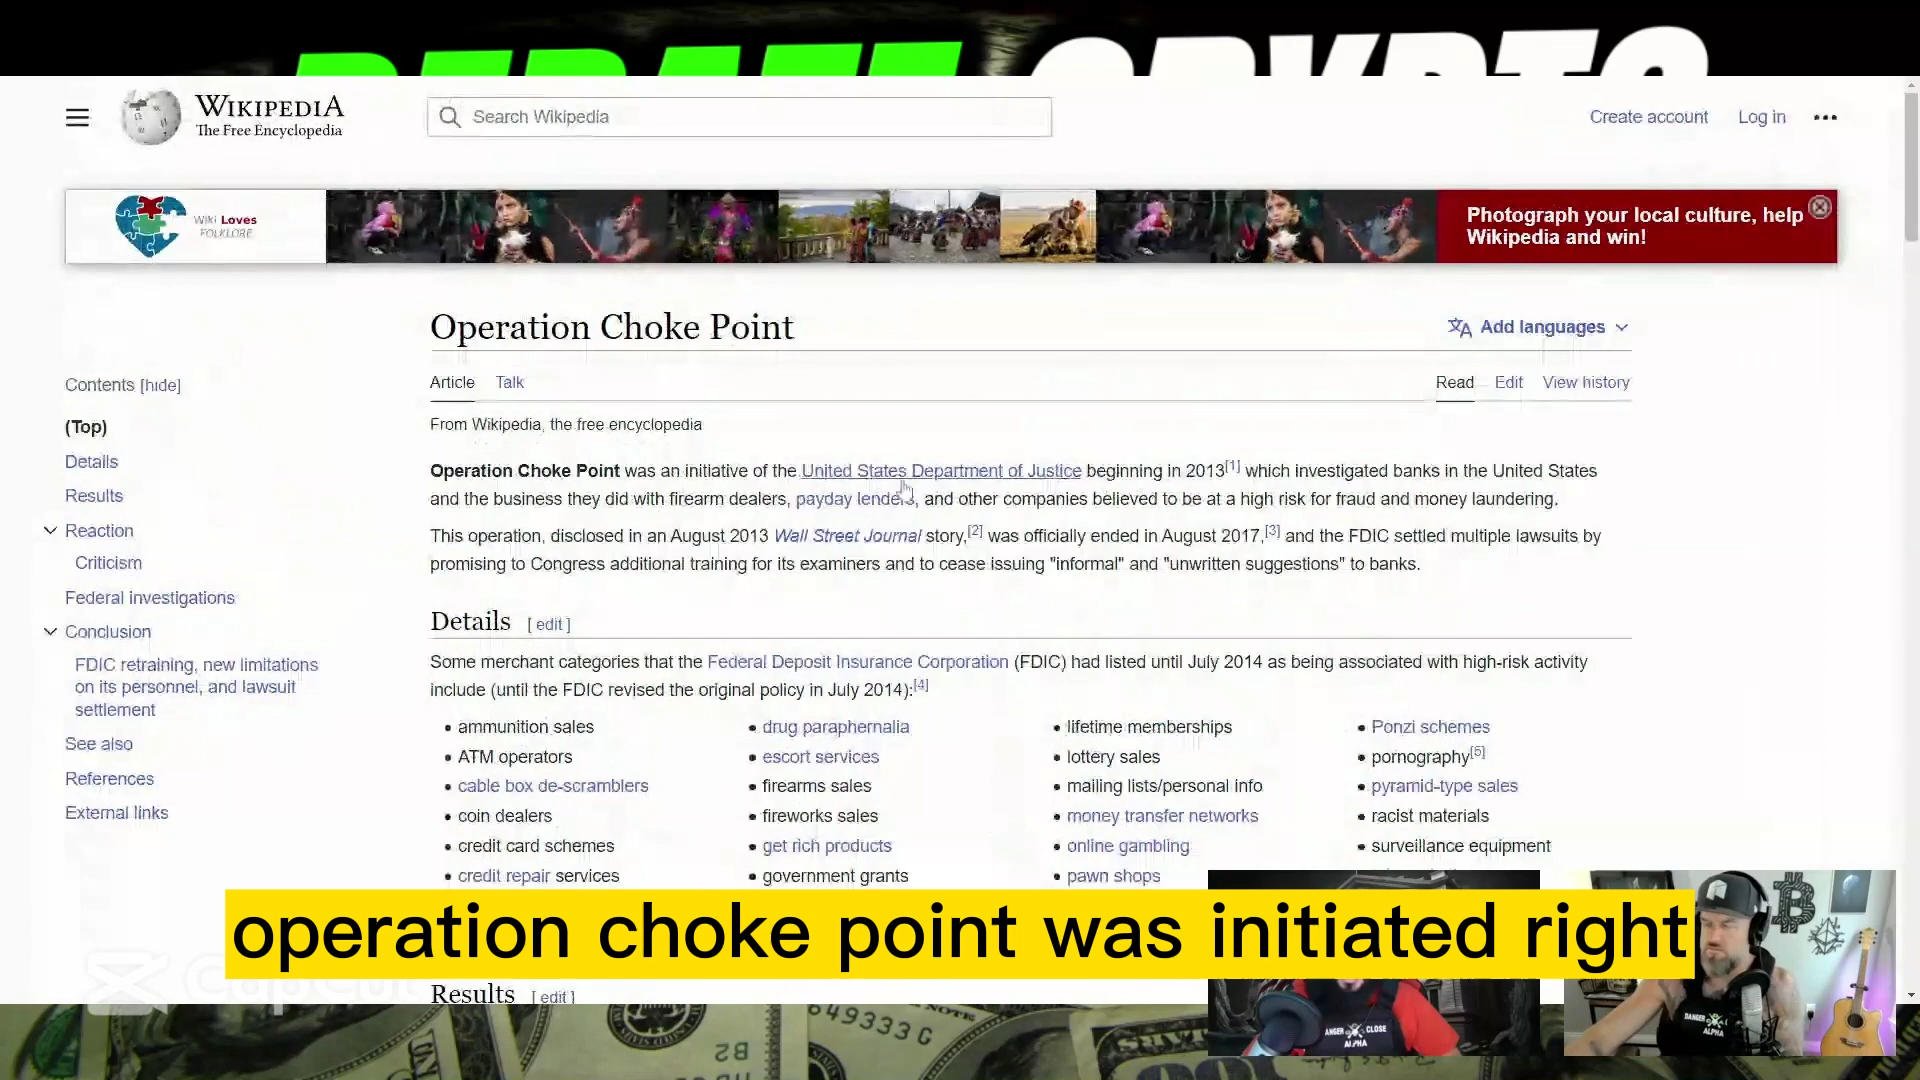 WIKIPEDIA
The Free Encyclopedia
Search Wikipedia
Create account
Log in
Wiki Loves
FOLKLORE
Photograph your local culture, help
Wikipedia and win!
Operation Choke Point
Add languages
Contents [hide]
(Top)
Details
Results
Reaction
Criticism
Federal investigations
Conclusion
FDIC retraining, new limitations
on its personnel, and lawsuit
settlement
See also
References
External links
Article Talk
Read Edit View history
From Wikipedia, the free encyclopedia
Operation Choke Point was an initiative of the United States Department of Justice beginning in 2013[1] which investigated banks in the United States
and the business they did with firearm dealers, payday lenders, and other companies believed to be at a high risk for fraud and money laundering.
This operation, disclosed in an August 2013 Wall Street Journal story,[2] was officially ended in August 2017,[3] and the FDIC settled multiple lawsuits by
promising to Congress additional training for its examiners and to cease issuing "informal" and "unwritten suggestions" to banks.
Details [ edit ]
Some merchant categories that the Federal Deposit Insurance Corporation (FDIC) had listed until July 2014 as being associated with high-risk activity
include (until the FDIC revised the original policy in July 2014):[4]
• ammunition sales
• ATM operators
• cable box de-scramblers
• coin dealers
• credit card schemes
• credit repair services
• drug paraphernalia
• escort services
• firearms sales
• fireworks sales
• get rich products
• government grants
• lifetime memberships
• lottery sales
• mailing lists/personal info
• money transfer networks
• online gambling
• pawn shops
• Ponzi schemes
• pornography[5]
• pyramid-type sales
• racist materials
• surveillance equipment
operation choke point was initiated right
Results [ edit ]
CapCut
49333 G
B2